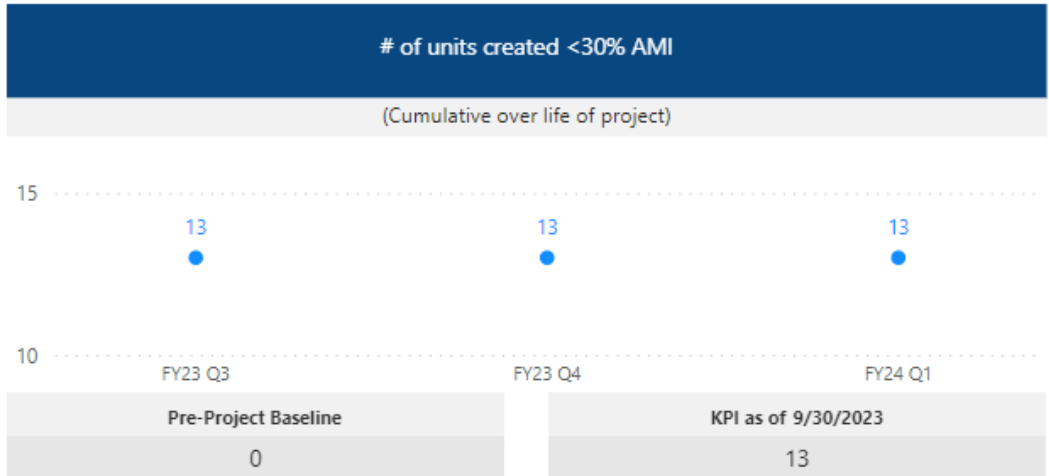 # of units created <30% AMI
(Cumulative over life of project)
15
13 13 13
10
FY23 Q3 FY23 Q4 FY24 Q1
Pre-Project Baseline KPI as of 9/30/2023
0 13